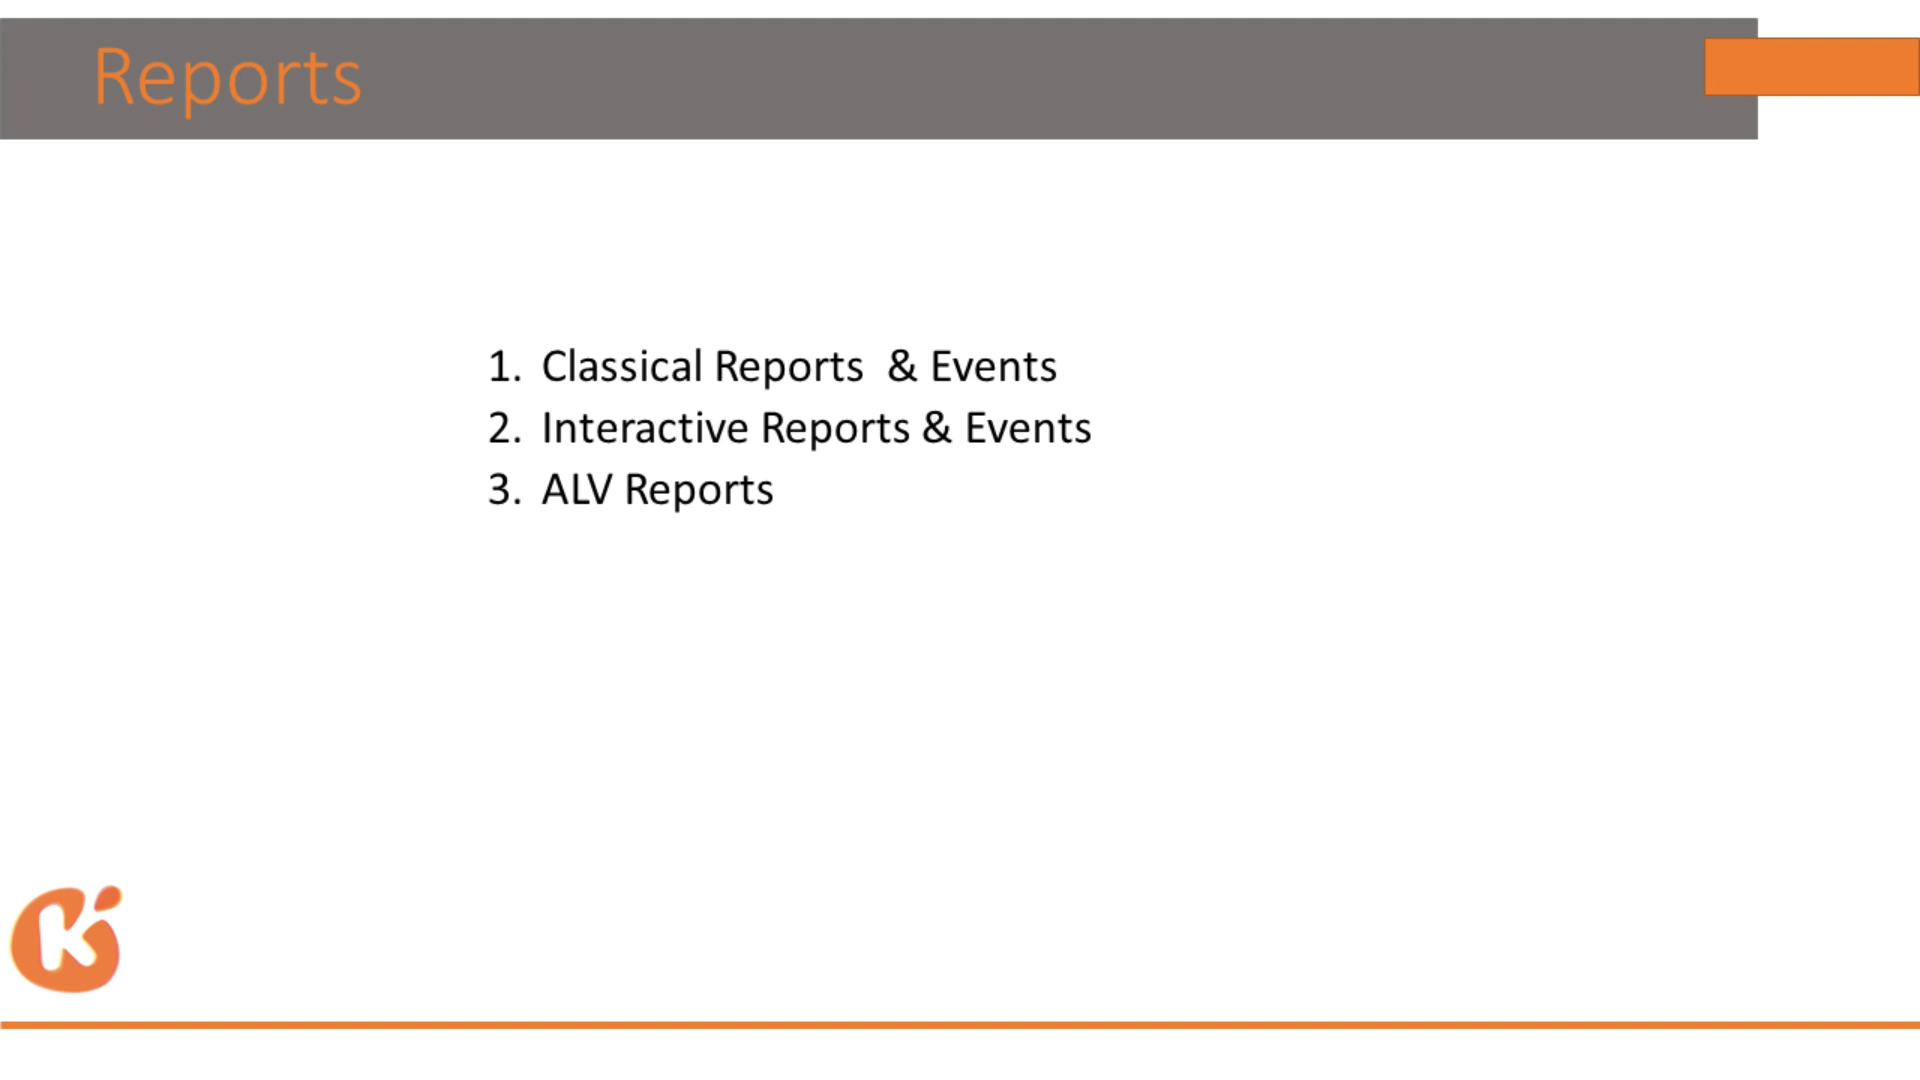 Reports
1. Classical Reports  & Events
2. Interactive Reports & Events
3. ALV Reports
K